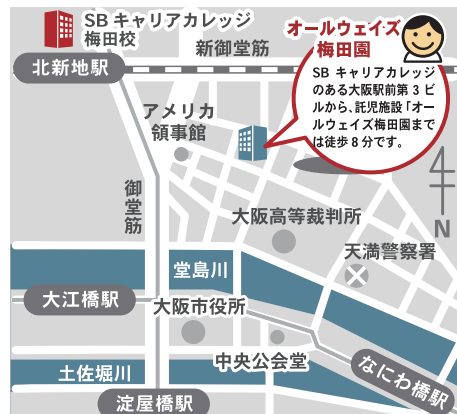 SBキャリアカレッジ
梅田校
新御堂筋
オールウェイズ
梅田園
北新地駅
SB キャリアカレッジ
のある大阪駅前第3ビ
ルから、託児施設「オー
ルウェイズ梅田園まで
は徒歩8分です。
アメリカ
領事館
御堂筋
N
大阪高等裁判所
天満警察署
堂島川
大江橋駅
大阪市役所
中央公会堂
なにわ橋駅
土佐堀川
淀屋橋駅